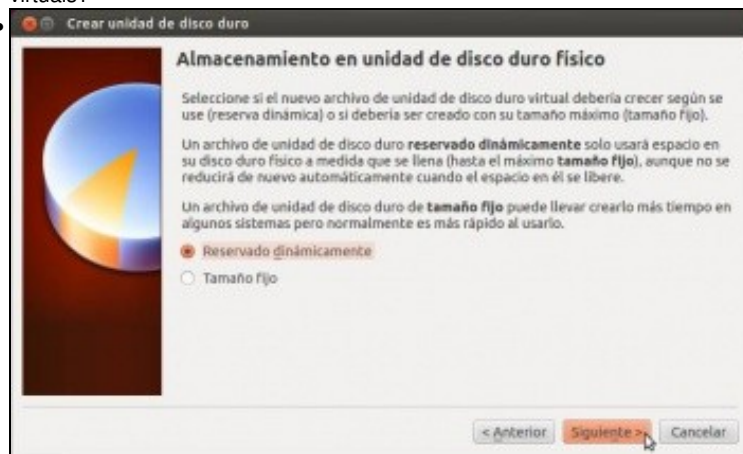 Crear unidad de disco duro
Almacenamiento en unidad de disco duro físico
Seleccione si el nuevo archivo de unidad de disco duro virtual debería crecer según se
use (reserva dinámica) o si debería ser creado con su tamaño máximo (tamaño fijo).
Un archivo de unidad de disco duro reservado dinámicamente solo usará espacio en
su disco duro físico a medida que se llena (hasta el máximo tamaño fijo), aunque no se
reducirá de nuevo automáticamente cuando el espacio en él se libere.
Un archivo de unidad de disco duro de tamaño fijo puede llevar crearlo más tiempo en
algunos sistemas pero normalmente es más rápido al usarlo.
Reservado dinámicamente
Tamaño fijo
< Anterior Siguiente > Cancelar